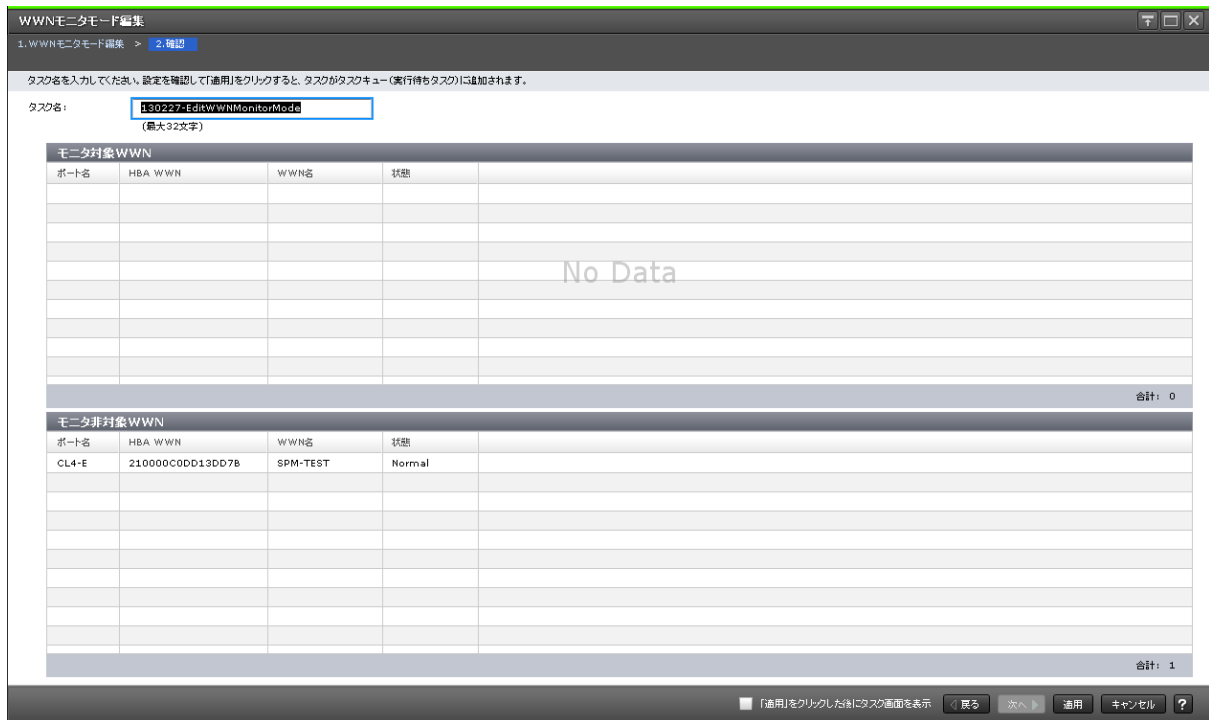 WWNモニタモード編集
1.WWNモニタモード編集 > 2.確認
タスク名を入力してください。設定を確認して「適用」をクリックすると、タスクがタスクキュー(実行待ちタスク)に追加されます。
タスク名: 130227-EditWWNMonitorMode
(最大32文字)
モニタ対象WWN
ポート名 HBA WWN WWN名 状態
No Data
合計: 0
モニタ非対象WWN
ポート名 HBA WWN WWN名 状態
CL4-E 210000C0DD13DD7B SPM-TEST Normal
合計: 1
「適用」をクリックした後にタスク画面を表示 戻る 次へ 適用 キャンセル ?